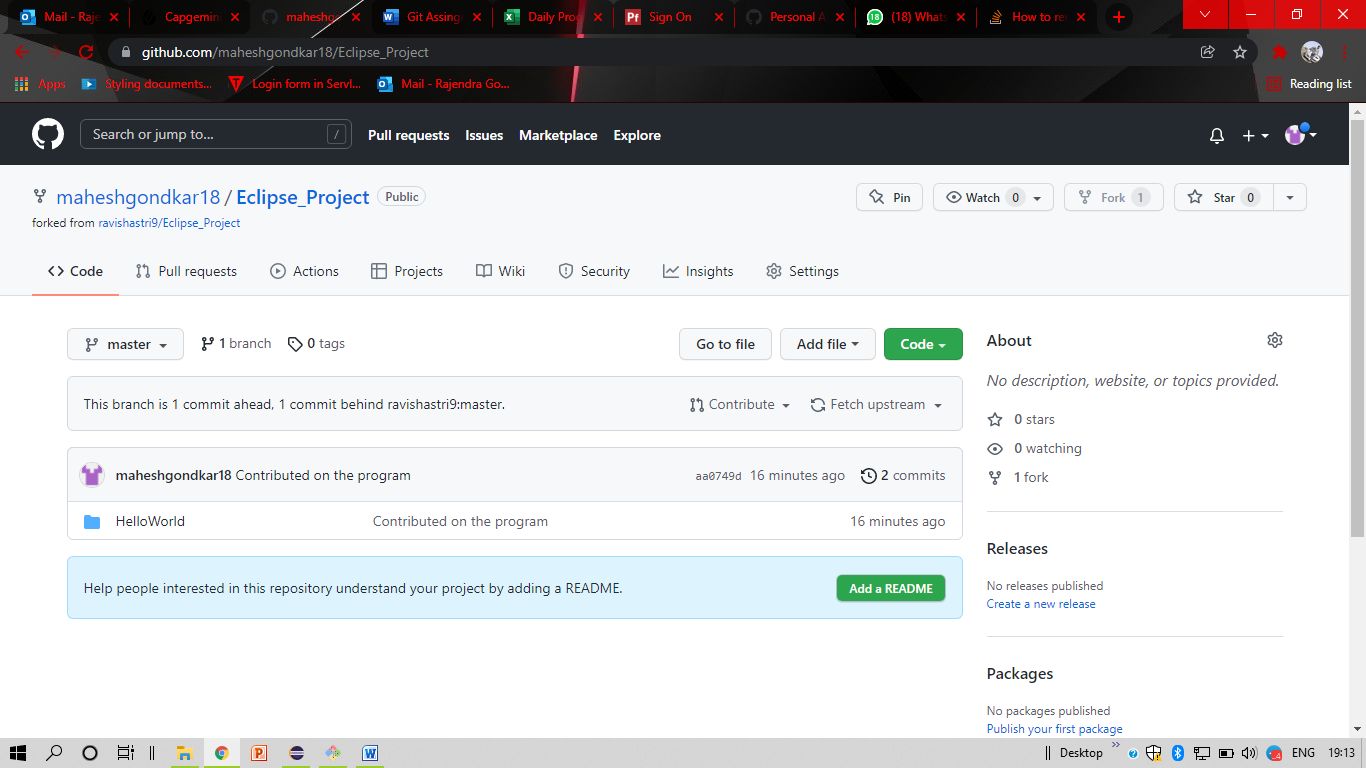 Mail - Raje
Capgemini
maheshgo
Git Assign
Daily Prog
Sign On
Personal A
18
(18) Whats
How to re
github.com/maheshgondkar18/Eclipse_Project
Apps
Styling documents...
Login form in Servl...
Mail - Rajendra Go...
Reading list
Search or jump to...
/
Pull requests
Issues
Marketplace
Explore
maheshgondkar18 / Eclipse_Project
Public
Pin
Watch 0
Fork 1
Star 0
forked from ravishastri9/Eclipse_Project
Code
Pull requests
Actions
Projects
Wiki
Security
Insights
Settings
master
1 branch
0 tags
Go to file
Add file
Code
About
No description, website, or topics provided.
This branch is 1 commit ahead, 1 commit behind ravishastri9:master.
Contribute
Fetch upstream
0 stars
0 watching
1 fork
maheshgondkar18 Contributed on the program
aa0749d 16 minutes ago
2 commits
HelloWorld
Contributed on the program
16 minutes ago
Releases
No releases published
Create a new release
Help people interested in this repository understand your project by adding a README.
Add a README
Packages
No packages published
Publish your first package
Desktop
ENG
19:13